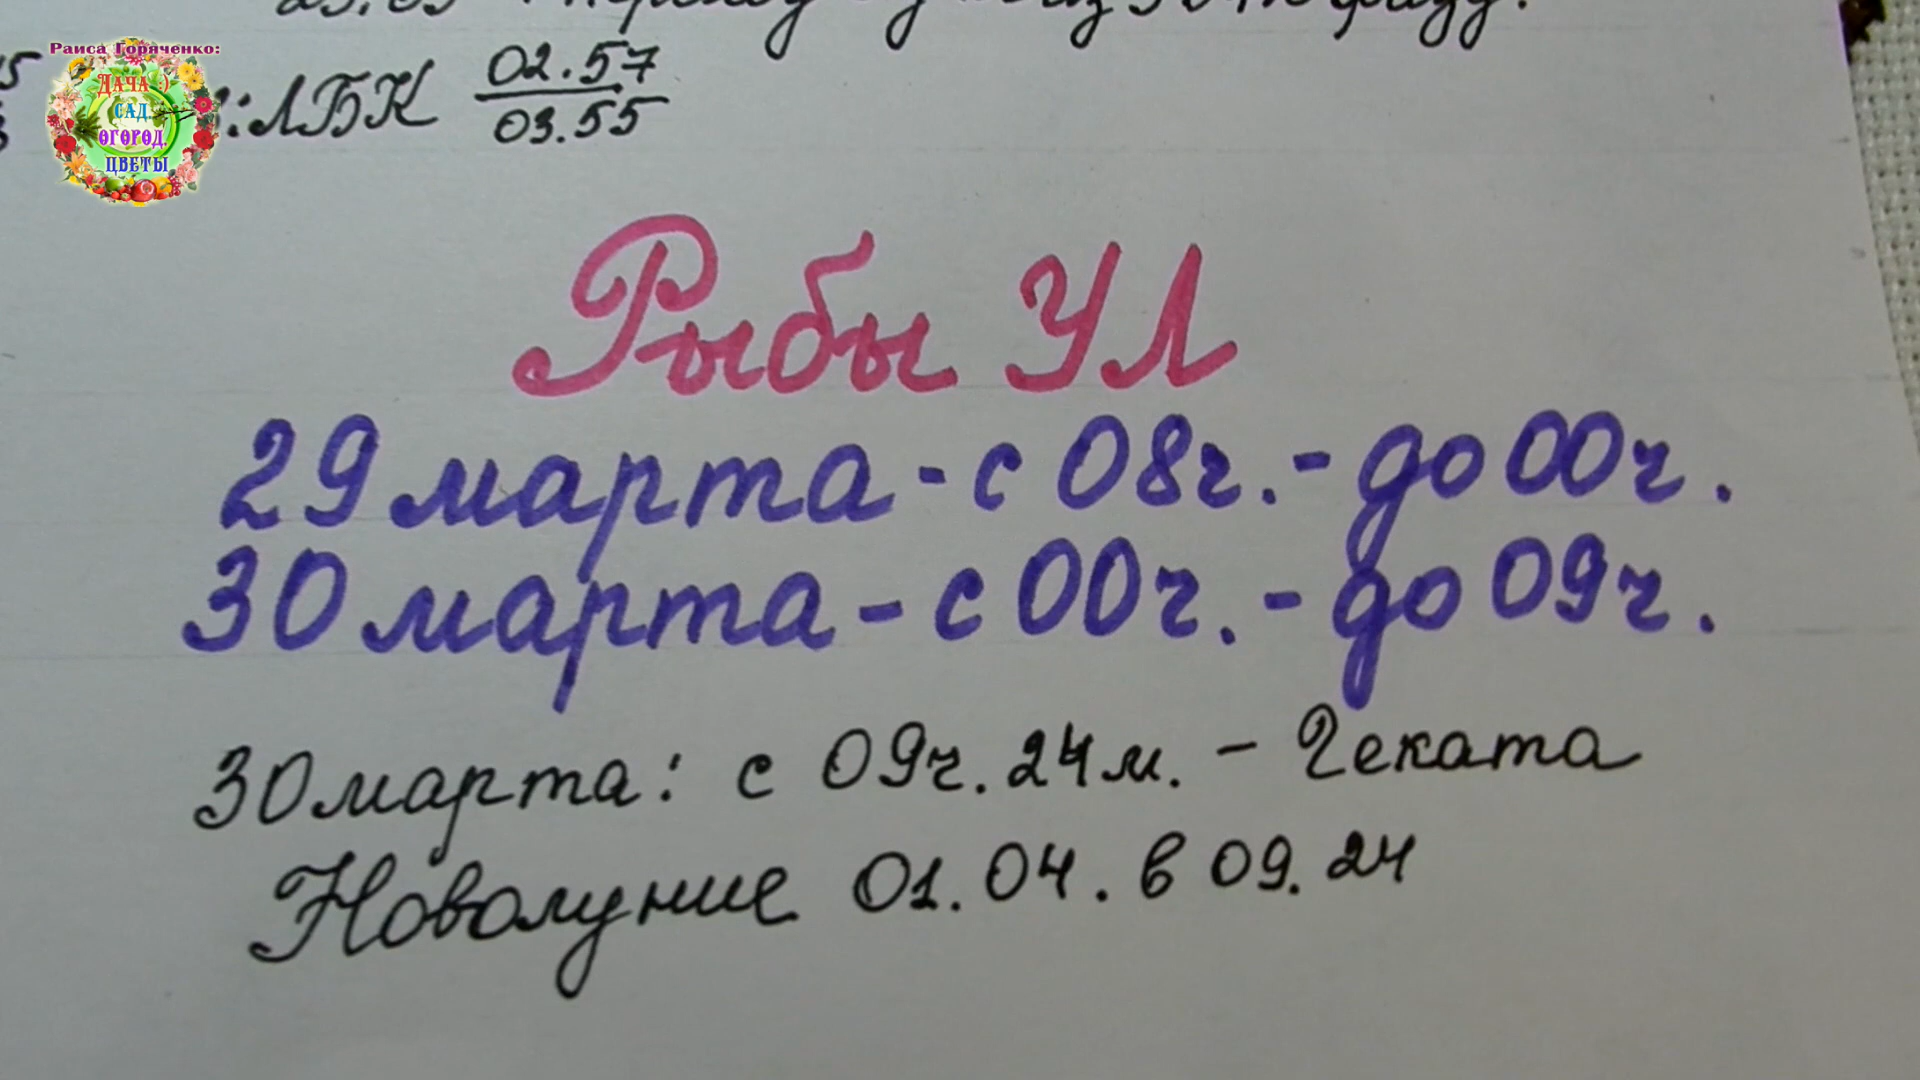 Раиса Горяченко:
Дача :)
сад,
огород,
цветы
:ЛБК 02.57
03.55
Рыбы УЛ
29 марта - с 08ч. - до 00ч.
30 марта - с 00ч. - до 09ч.
30 марта: с 09ч. 24м. - Геката
Новолуние 01.04. в 09.24